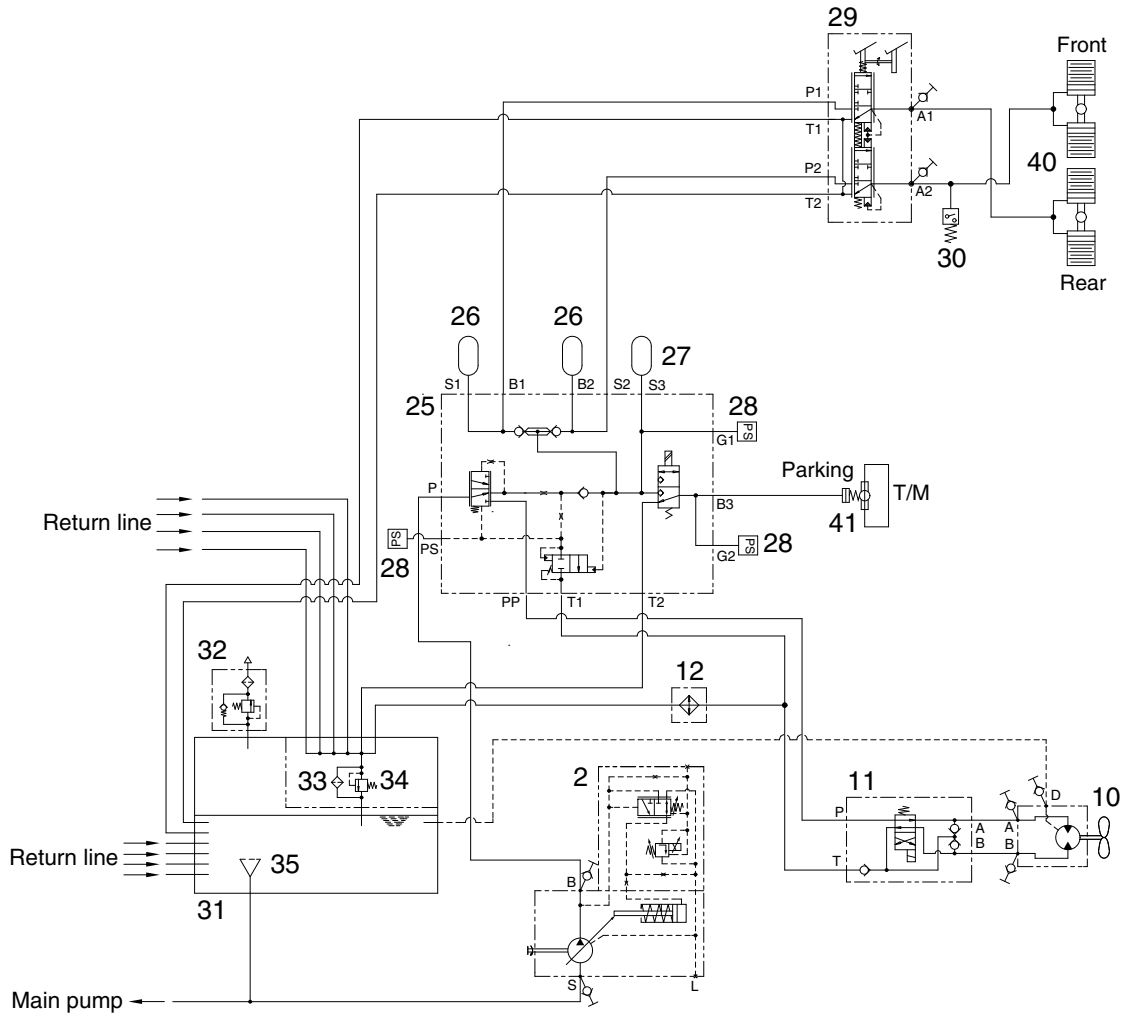 29
Front
P1
A1
T1
40
P2
A2
T2
30
Rear
26
26
27
S1
B1
B2
S2
S3
25
28
PS
G1
Parking
T/M
P
B3
41
Return line
PS
PS
28
PS
28
G2
PP
T1
T2
32
12
33
34
2
11
D
10
P
A
A
B
B
T
Return line
35
31
B
S
L
Main pump